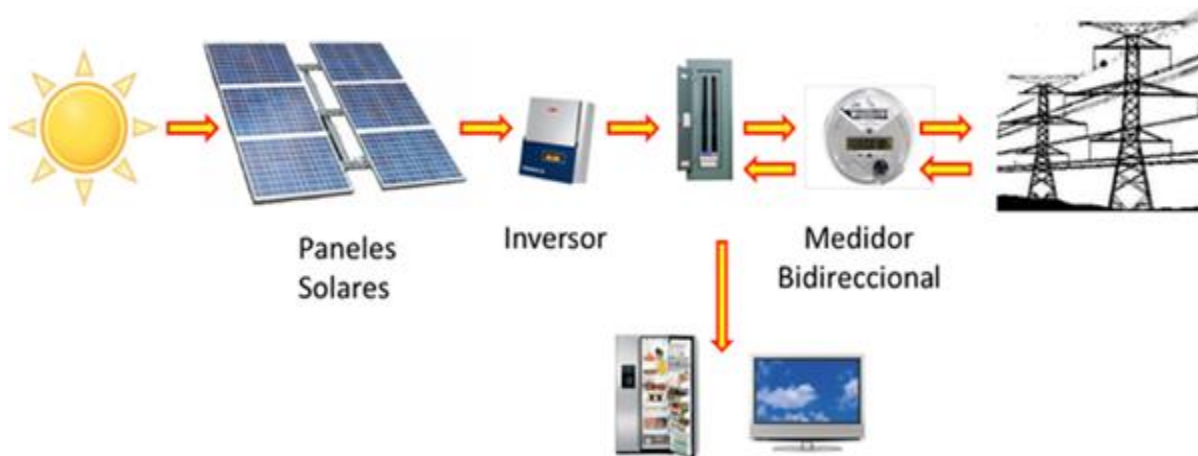 Paneles
Solares
Inversor
Medidor
Bidireccional